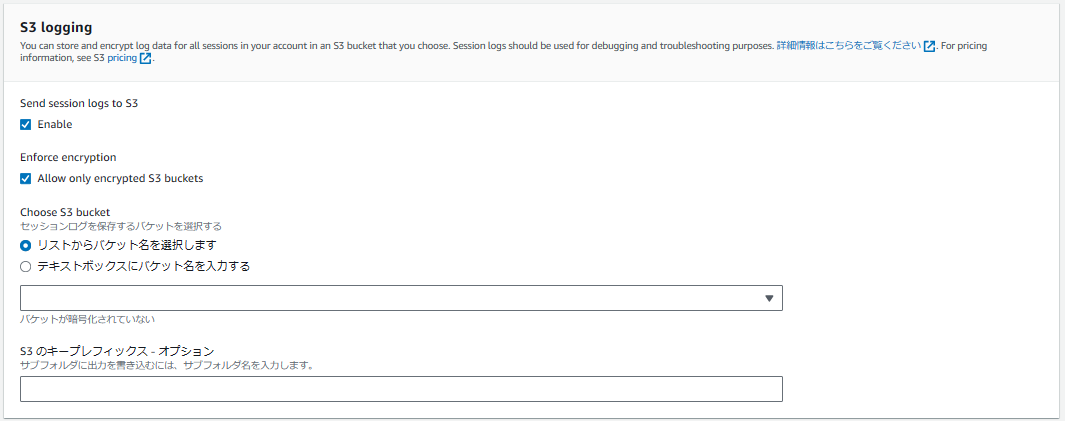 S3 logging
You can store and encrypt log data for all sessions in your account in an S3 bucket that you choose. Session logs should be used for debugging and troubleshooting purposes. 詳細情報はこちらをご覧ください. For pricing
information, see S3 pricing.
Send session logs to S3
Enable
Enforce encryption
Allow only encrypted S3 buckets
Choose S3 bucket
セッションログを保存するバケットを選択する
リストからバケット名を選択します
テキストボックスにバケット名を入力する
バケットが暗号化されていない
S3 のキープレフィックス - オプション
サブフォルダに出力を書き込むには、サブフォルダ名を入力します。